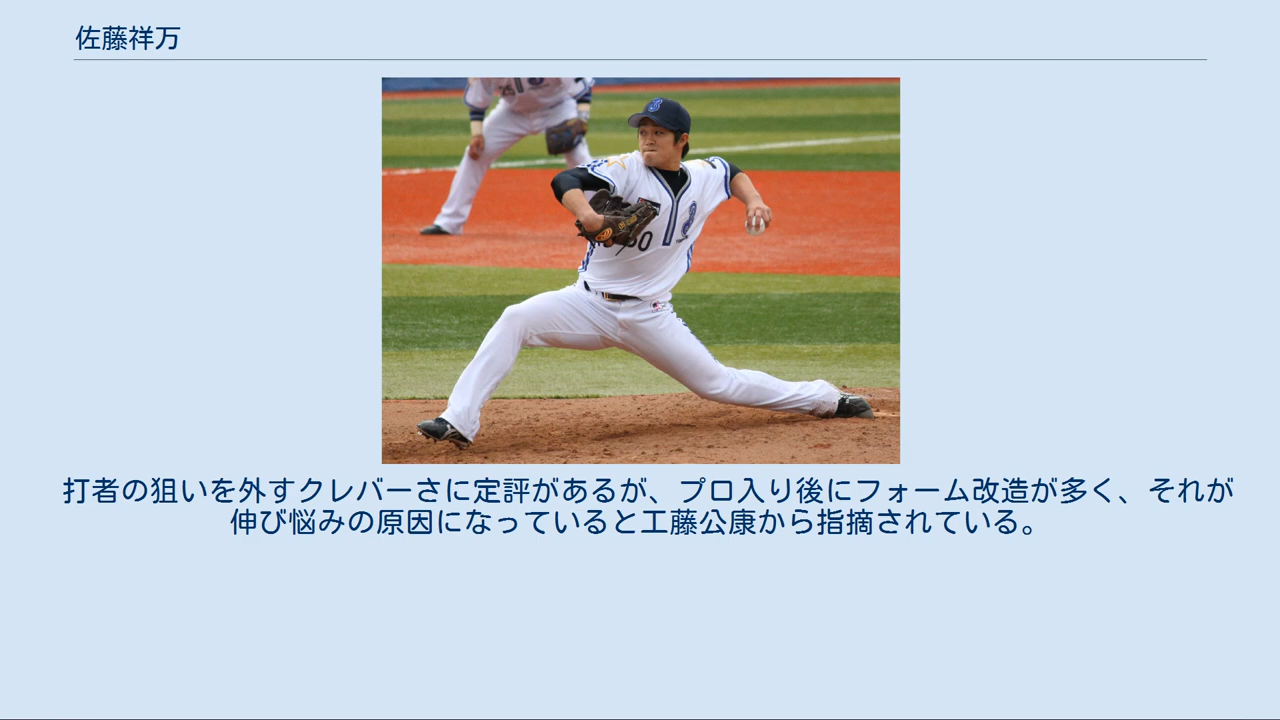 佐藤祥万
打者の狙いを外すクレバーさに定評があるが、プロ入り後にフォーム改造が多く、それが
伸び悩みの原因になっていると工藤公康から指摘されている。